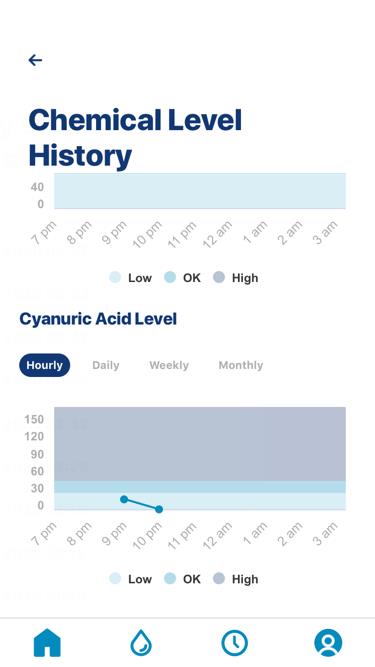 Chemical Level
History
40
0
7 pm 8 pm 9 pm 10 pm 11 pm 12 am 1 am 2 am 3 am
Low OK High
Cyanuric Acid Level
Hourly Daily Weekly Monthly
150
120
90
60
30
0
7 pm 8 pm 9 pm 10 pm 11 pm 12 am 1 am 2 am 3 am
Low OK High